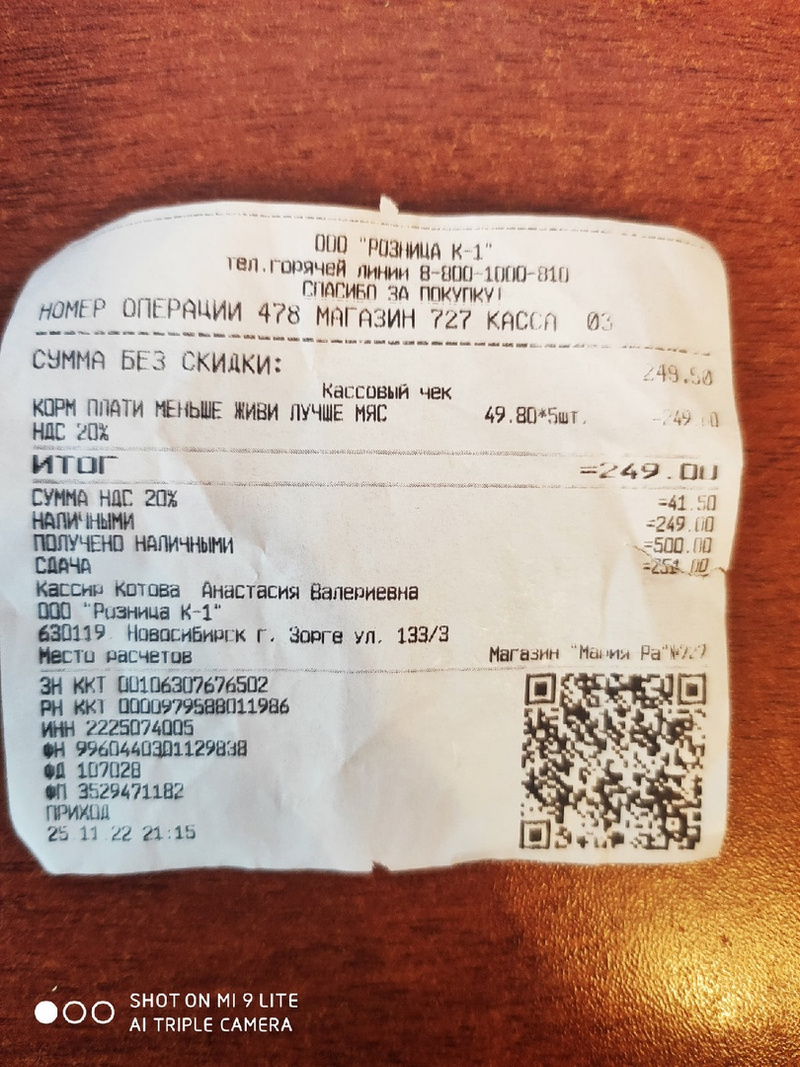 ООО "РОЗНИЦА К-1"
тел.горячей линии 8-800-1000-810
СПАСИБО ЗА ПОКУПКУ!
НОМЕР ОПЕРАЦИИ 478 МАГАЗИН 727 КАССА 03
СУММА БЕЗ СКИДКИ: 249.50
Кассовый чек
КОРМ ПЛАТИ МЕНЬШЕ ЖИВИ ЛУЧШЕ МЯС 49.80*5шт.
НДС 20%
ИТОГ =249.00
СУММА НДС 20% =41.50
НАЛИЧНЫМИ =249.00
ПОЛУЧЕНО НАЛИЧНЫМИ =500.00
СДАЧА =251.00
Кассир Котова Анастасия Валериевна
ООО "Розница К-1"
630119 Новосибирск г. Зорге ул. 133/3
Место расчетов Магазин "Мария Ра"№727
ЗН ККТ 00106307676502
РН ККТ 0000979588011986
ИНН 2225074005
ФН 9960440301129838
ФД 107028
ФП 3529471182
ПРИХОД
25 11 22 21:15
SHOT ON MI 9 LITE
AI TRIPLE CAMERA